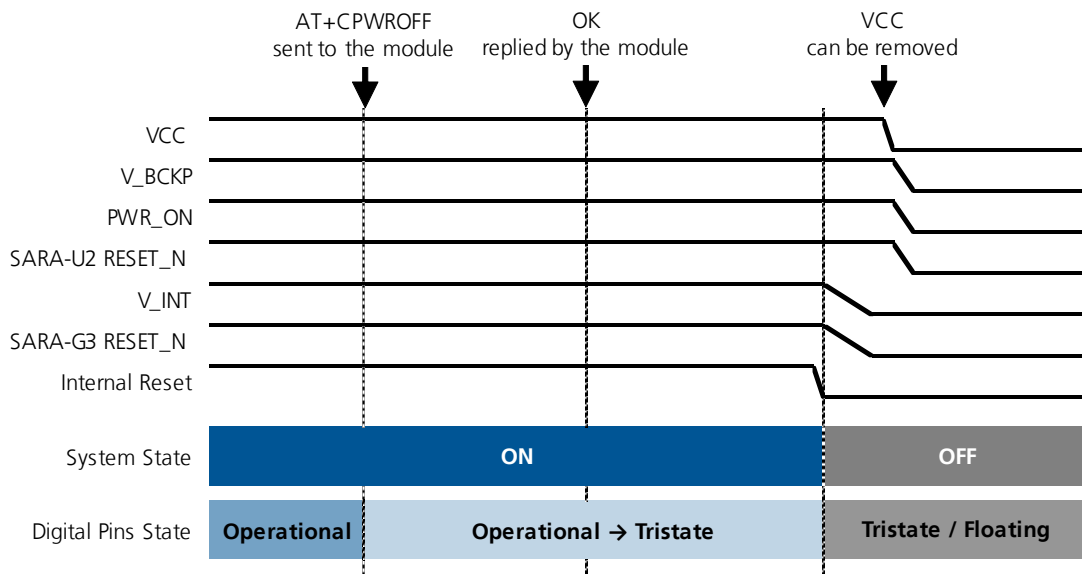 AT+CPWROFF
sent to the module
OK
replied by the module
VCC
can be removed
VCC
V_BCKP
PWR_ON
SARA-U2 RESET_N
V_INT
SARA-G3 RESET_N
Internal Reset
System State
ON
OFF
Digital Pins State
Operational
Operational → Tristate
Tristate / Floating